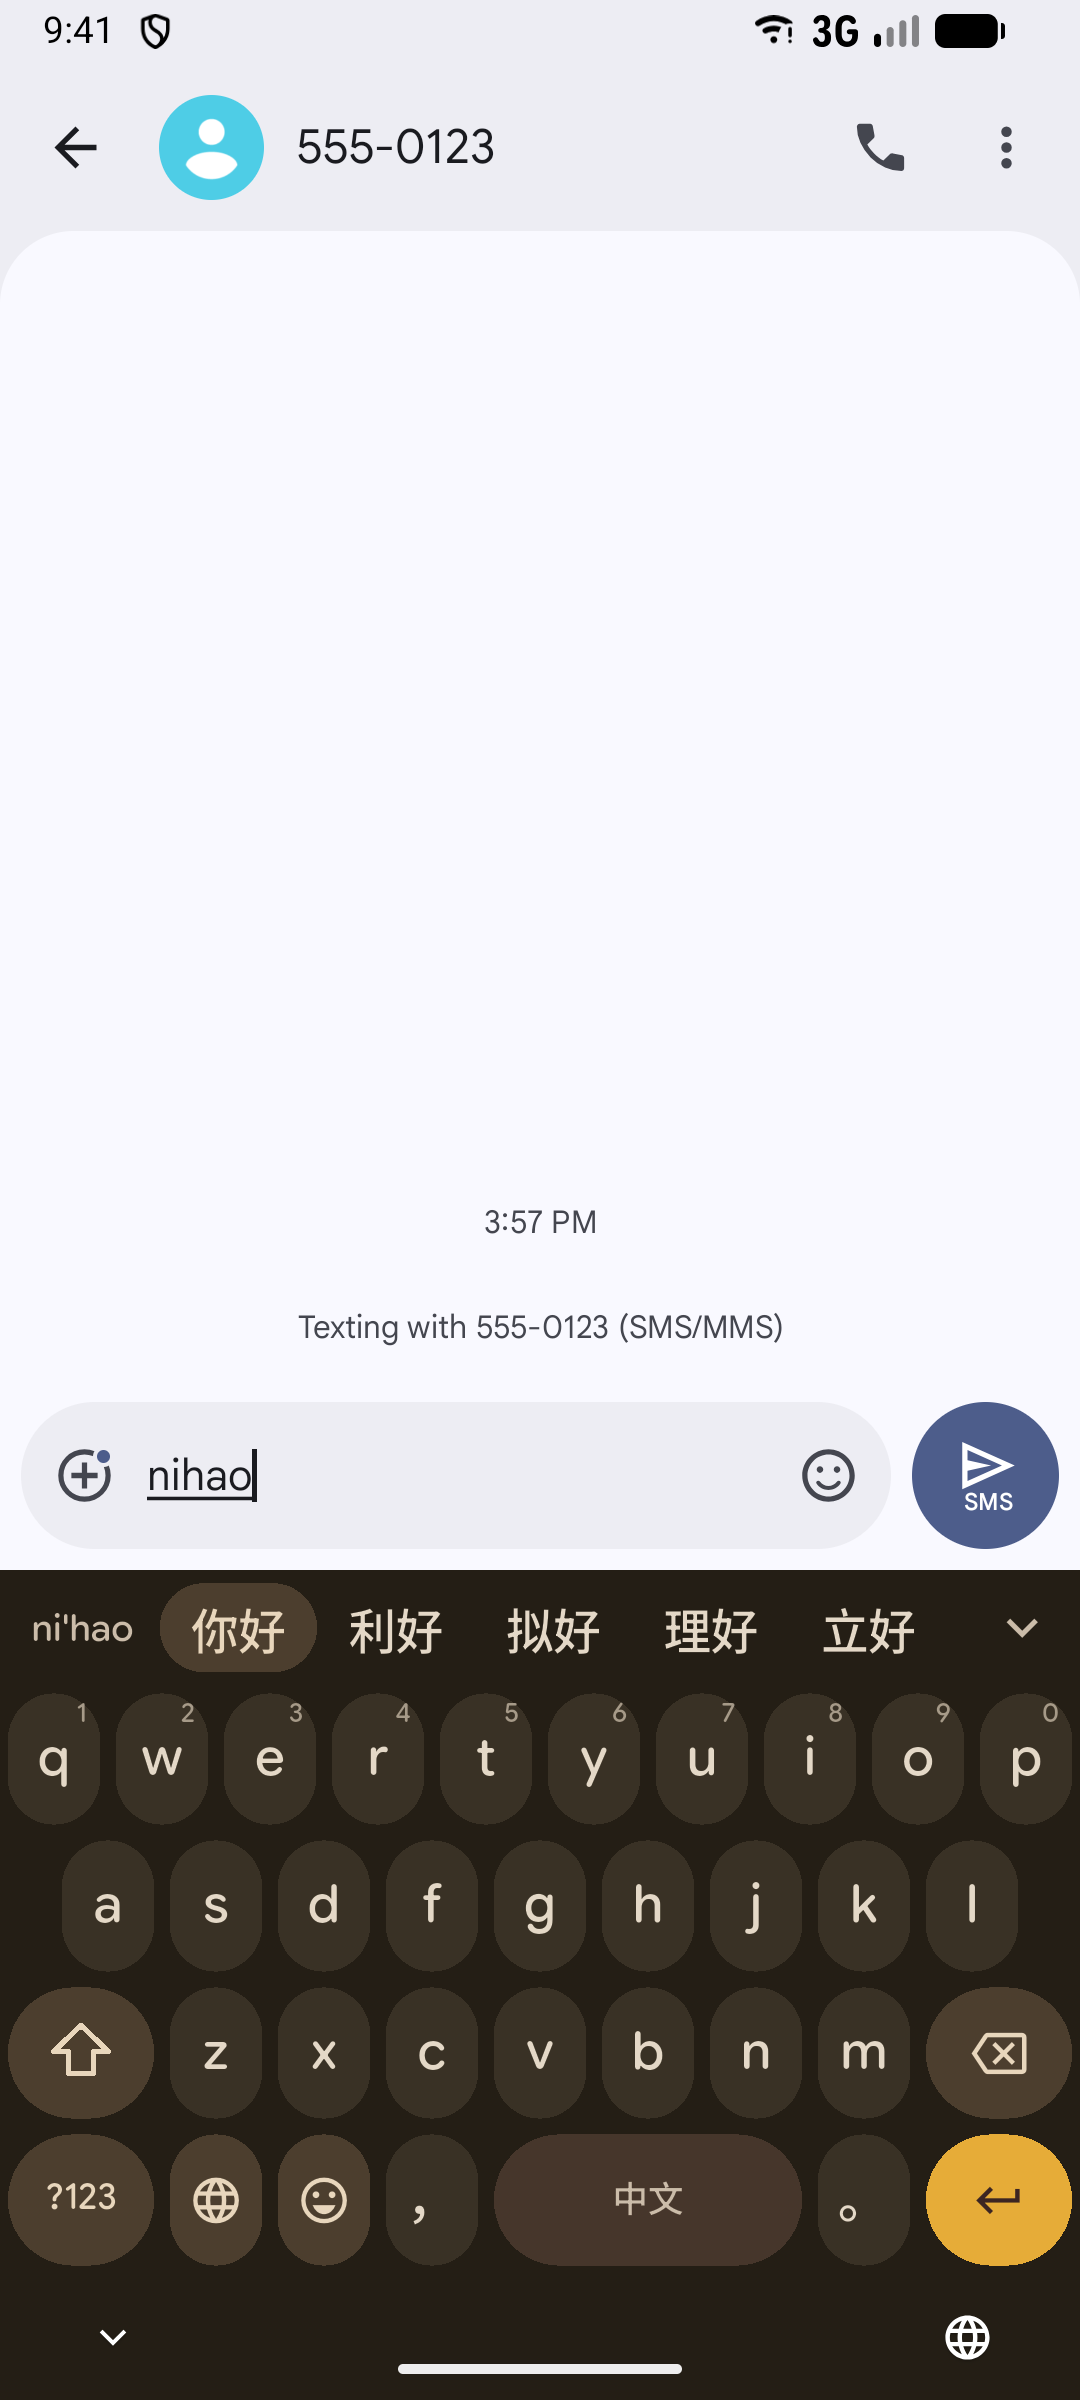 9:41
3G
555-0123
3:57 PM
Texting with 555-0123 (SMS/MMS)
nihao
SMS
ni'hao 你好 利好 拟好 理好 立好
1 2 3 4 5 6 7 8 9 0
q w e r t y u i o p
a s d f g h j k l
z x c v b n m
?123 ， 中文 。